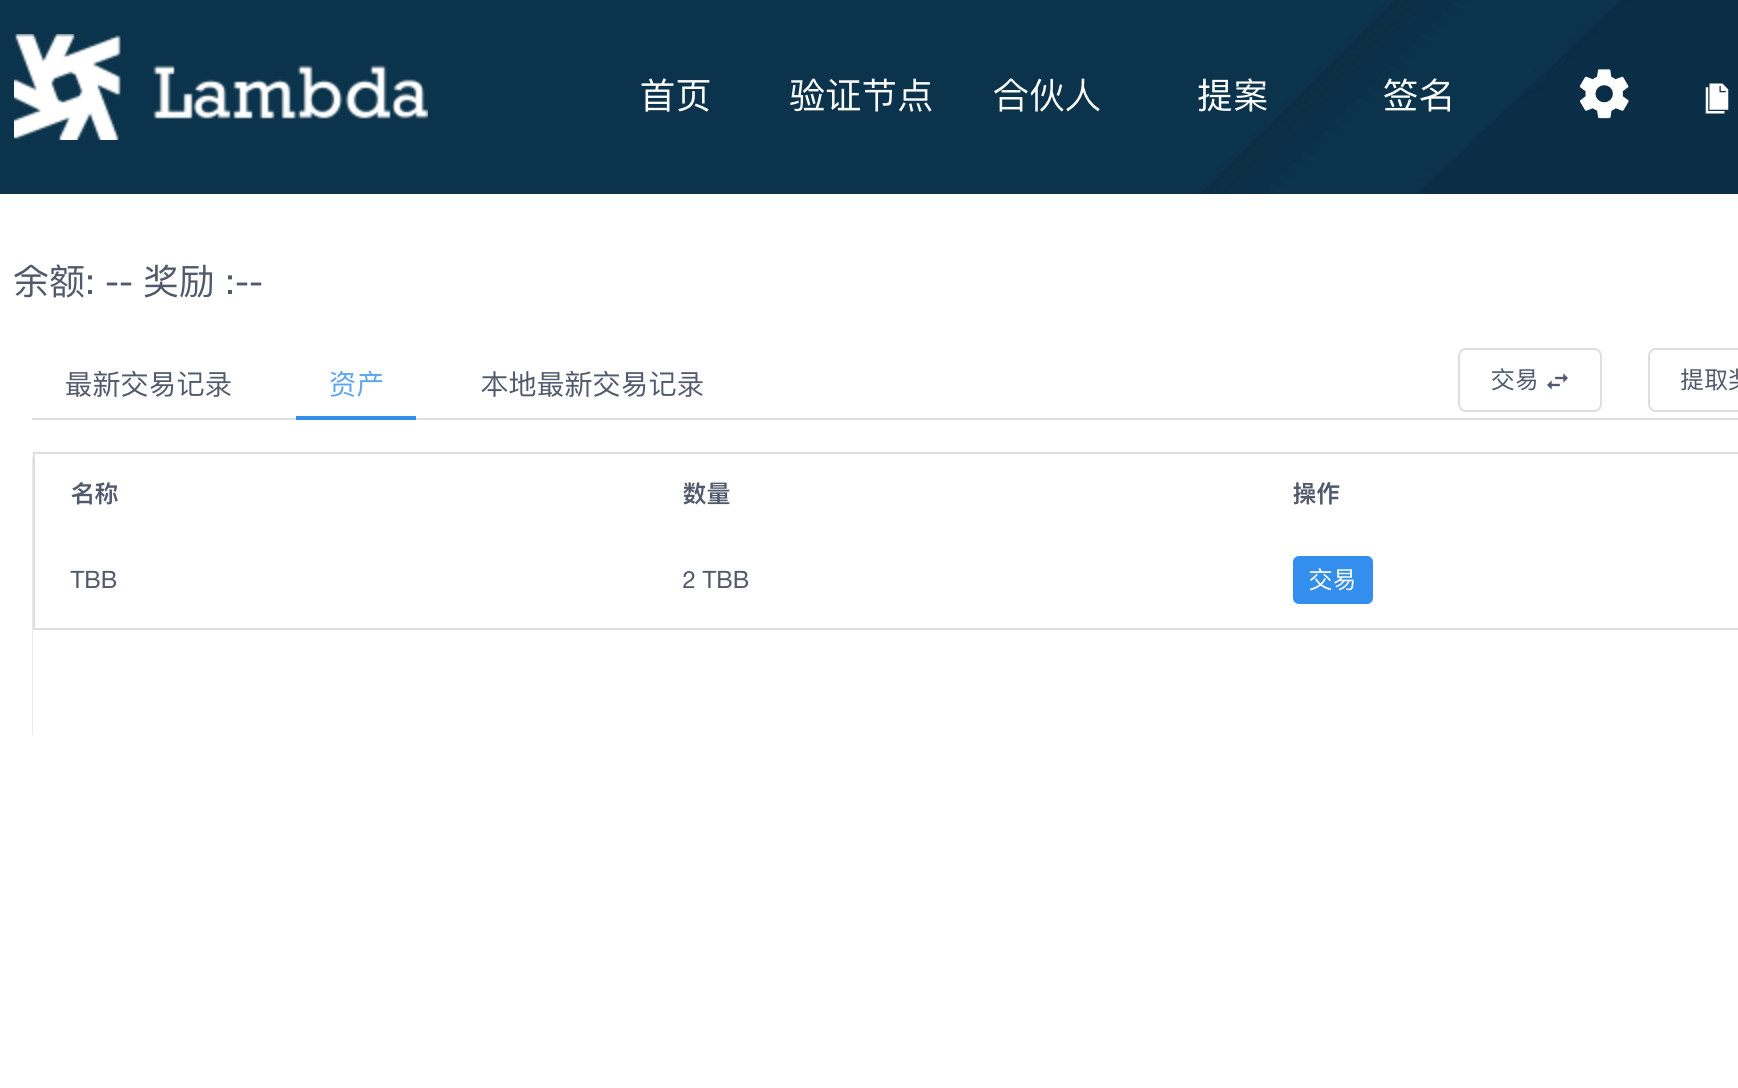 Lambda 首页 验证节点 合伙人 提案 签名
余额: -- 奖励 :--
最新交易记录 资产 本地最新交易记录 交易 提取
名称 数量 操作
TBB 2 TBB 交易